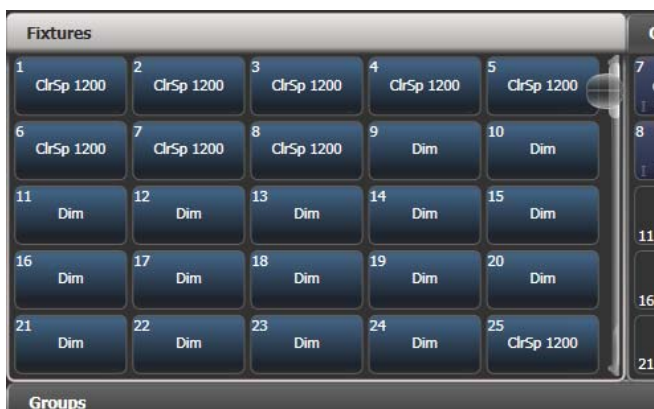 Fixtures
1 2 3 4 5 7
ClrSp 1200 ClrSp 1200 ClrSp 1200 ClrSp 1200 ClrSp 1200
6 7 8 9 10 8
ClrSp 1200 ClrSp 1200 ClrSp 1200 Dim Dim
11 12 13 14 15
Dim Dim Dim Dim Dim
11
16 17 18 19 20
Dim Dim Dim Dim Dim
16
21 22 23 24 25
Dim Dim Dim Dim ClrSp 1200
21
Groups